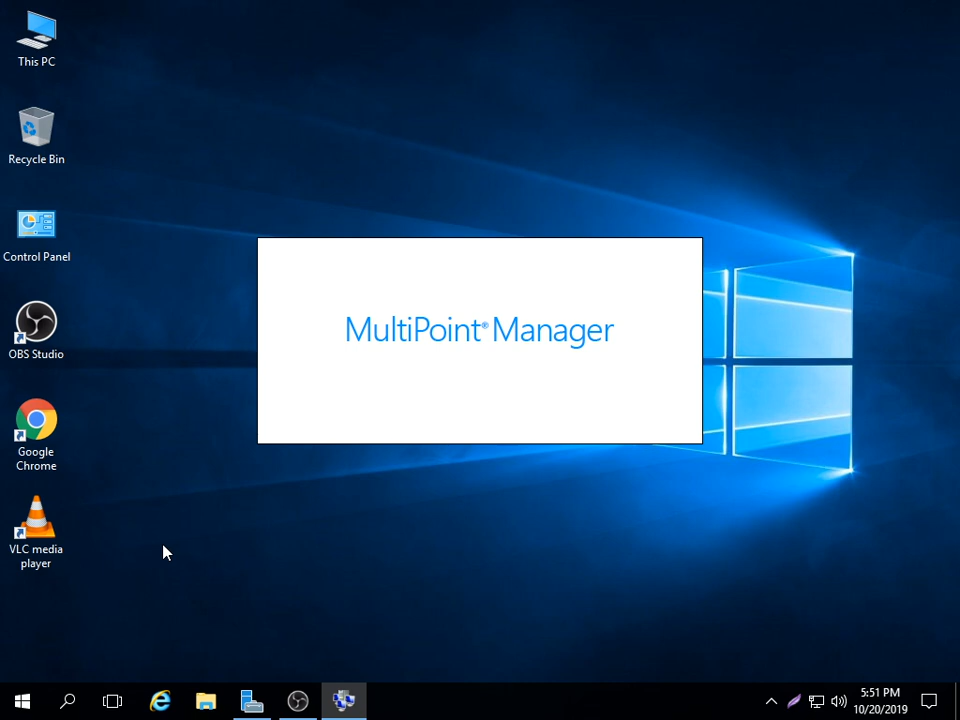 This PC
Recycle Bin
Control Panel
OBS Studio
Google
Chrome
VLC media
player
MultiPoint® Manager
5:51 PM
10/20/2019